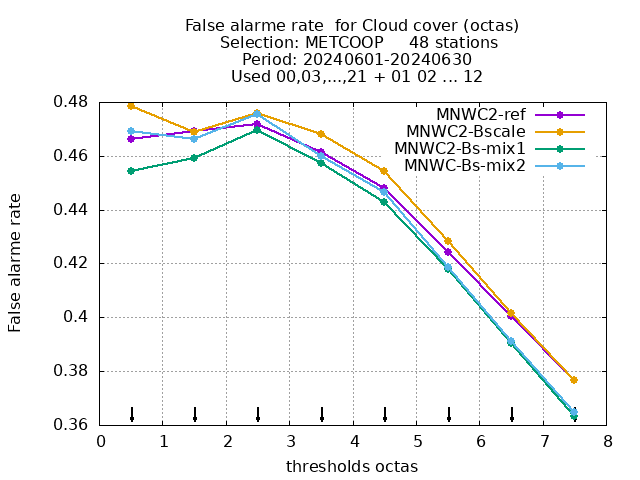 False alarme rate  for Cloud cover (octas)
Selection: METCOOP     48 stations
Period: 20240601-20240630
Used 00,03,...,21 + 01 02 ... 12
MNWC2-ref
MNWC2-Bscale
MNWC2-Bs-mix1
MNWC-Bs-mix2
False alarme rate
0.48
0.46
0.44
0.42
0.4
0.38
0.36
0 1 2 3 4 5 6 7 8
thresholds octas